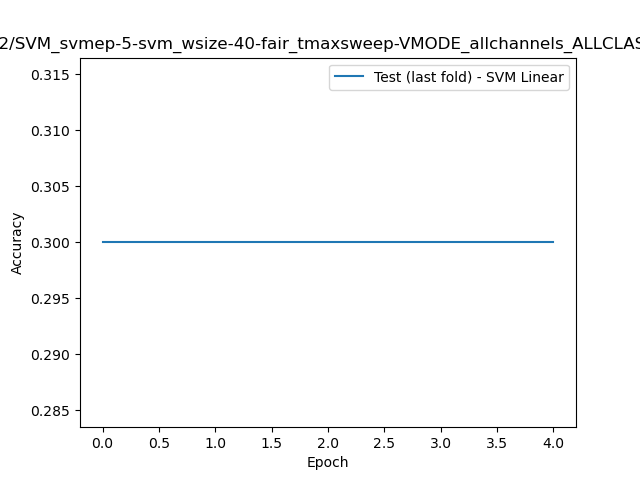 2/SVM_svmep-5-svm_wsize-40-fair_tmaxsweep-VMODE_allchannels_ALLCLAS
Test (last fold) - SVM Linear
0.315
0.310
0.305
0.300
0.295
0.290
0.285
Accuracy
0.0 0.5 1.0 1.5 2.0 2.5 3.0 3.5 4.0
Epoch